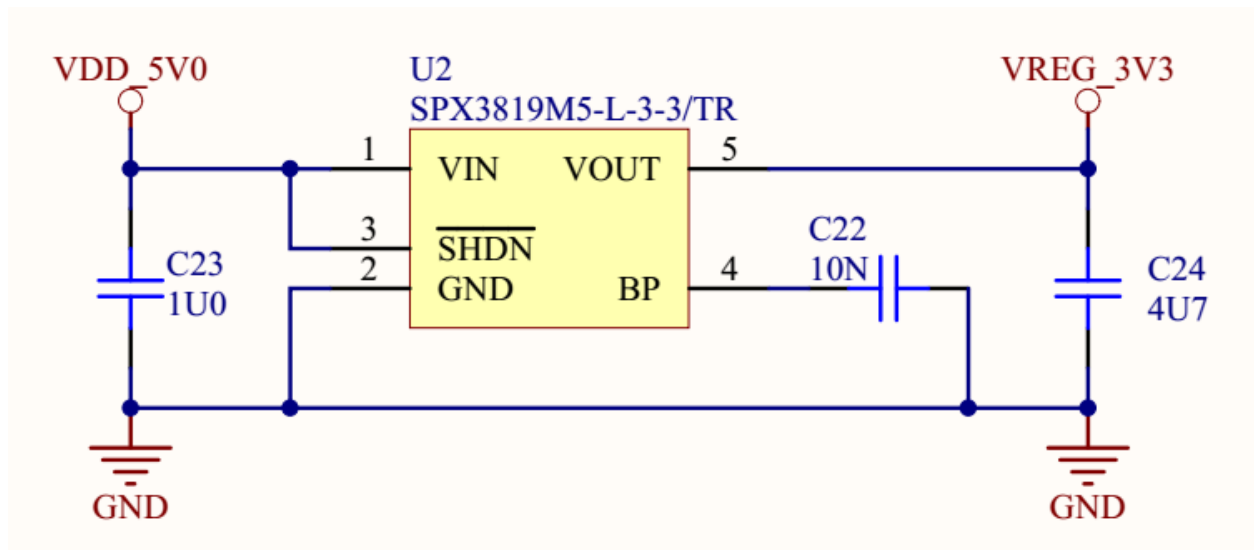 VDD_5V0
U2
SPX3819M5-L-3-3/TR
VREG_3V3
1
VIN
VOUT
5
3
SHDN
C22
10N
2
GND
BP
4
C23
1U0
C24
4U7
GND
GND